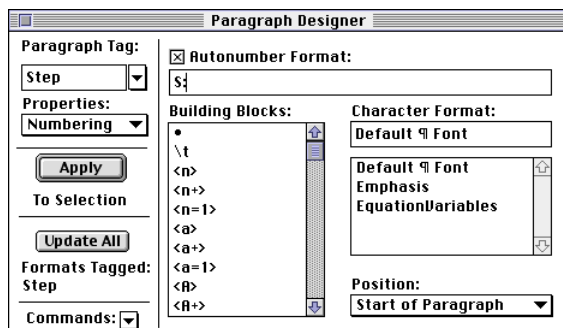 Paragraph Designer
Paragraph Tag:
Step
Properties:
Numbering
Apply
To Selection
Update All
Formats Tagged:
Step
Commands:
Autonumber Format:
S:
Building Blocks:
•
\t
<n>
<n+>
<n=1>
<a>
<a+>
<a=1>
<A>
<A+>
Character Format:
Default ¶ Font
Default ¶ Font
Emphasis
EquationVariables
Position:
Start of Paragraph